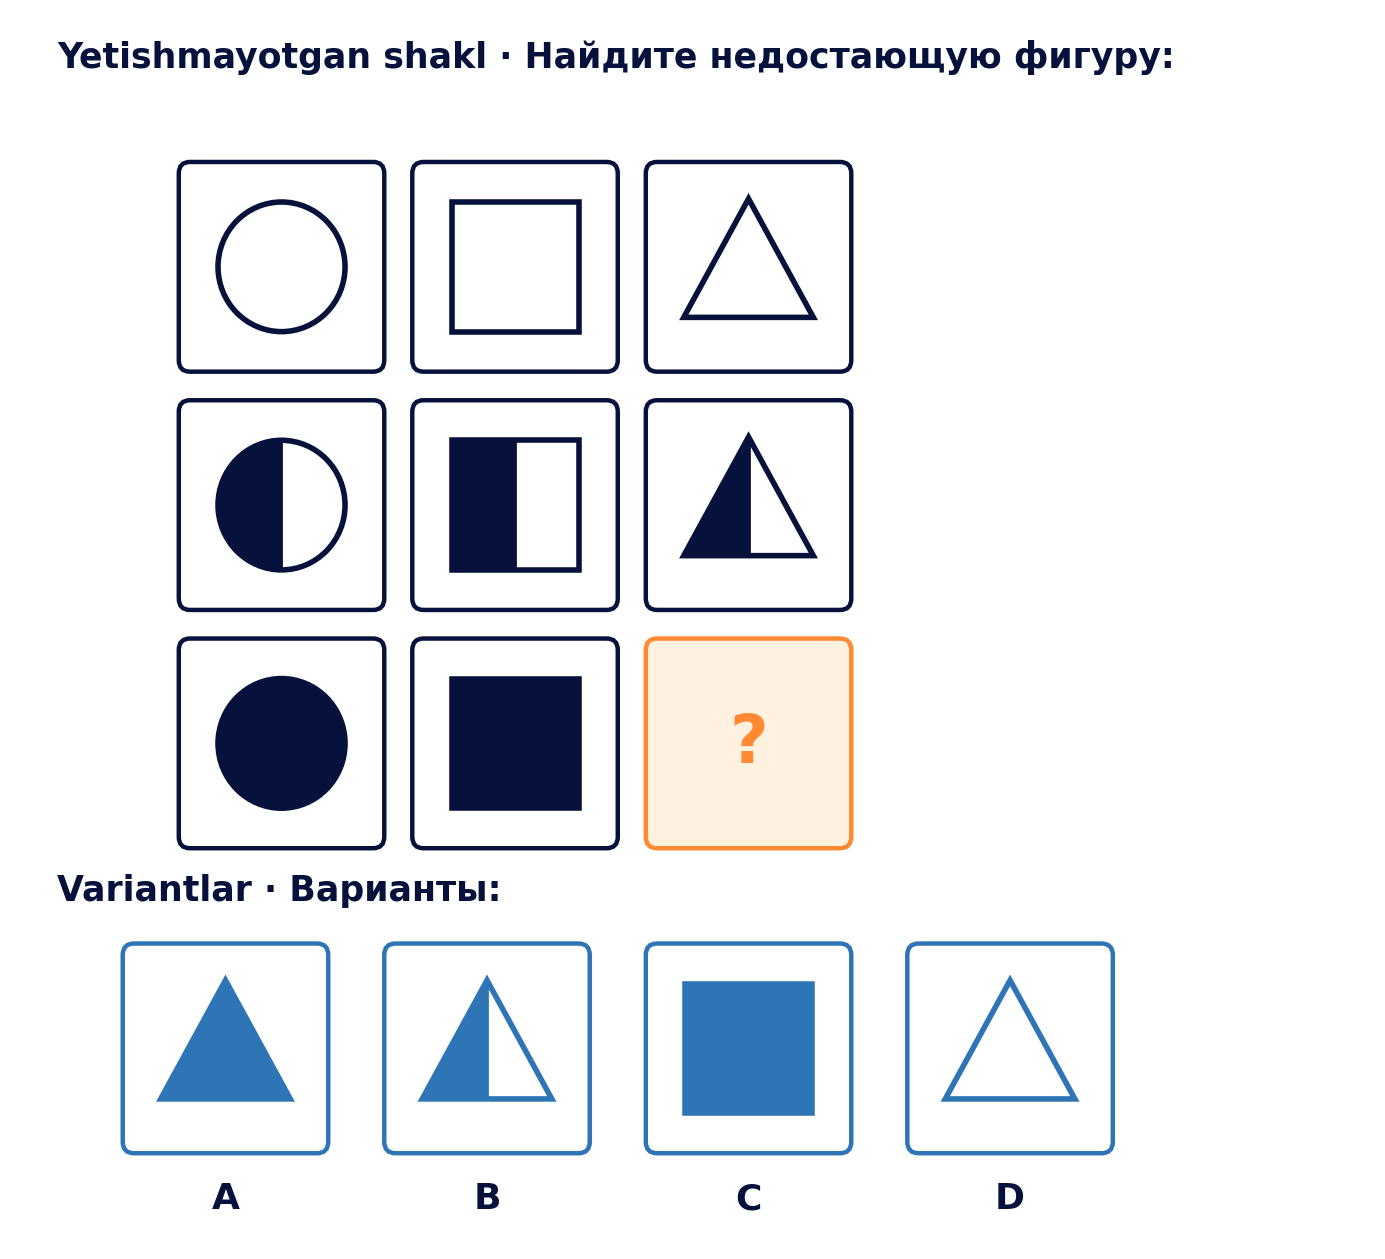 Yetishmayotgan shakl · Найдите недостающую фигуру:
?
Variantlar · Варианты:
A B C D